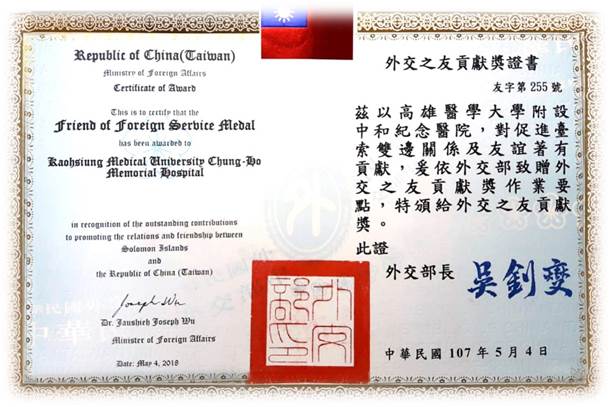 Republic of China(Taiwan)
Ministry of Foreign Affairs
Certificate of Award
This is to certify that the
Friend of Foreign Service Medal
has been awarded to
Kaohsiung Medical University Chung-Ho
Memorial Hospital
in recognition of the outstanding contributions
to promoting the relations and friendship between
Solomon Islands
and
the Republic of China (Taiwan)
Joseph Wu
Dr. Jaushieh Joseph Wu
Minister of Foreign Affairs
Date: May 4, 2018
外交之友貢獻獎證書
友字第 255 號
茲以高雄醫學大學附設
中和紀念醫院，對促進臺
索雙邊關係及友誼著有
貢獻，爰依外交部致贈外
交之友貢獻獎作業要
點，特頒給外交之友貢獻
獎。
此證
外交部長 吳釗燮
外交部印
中華民國 107 年 5 月 4 日